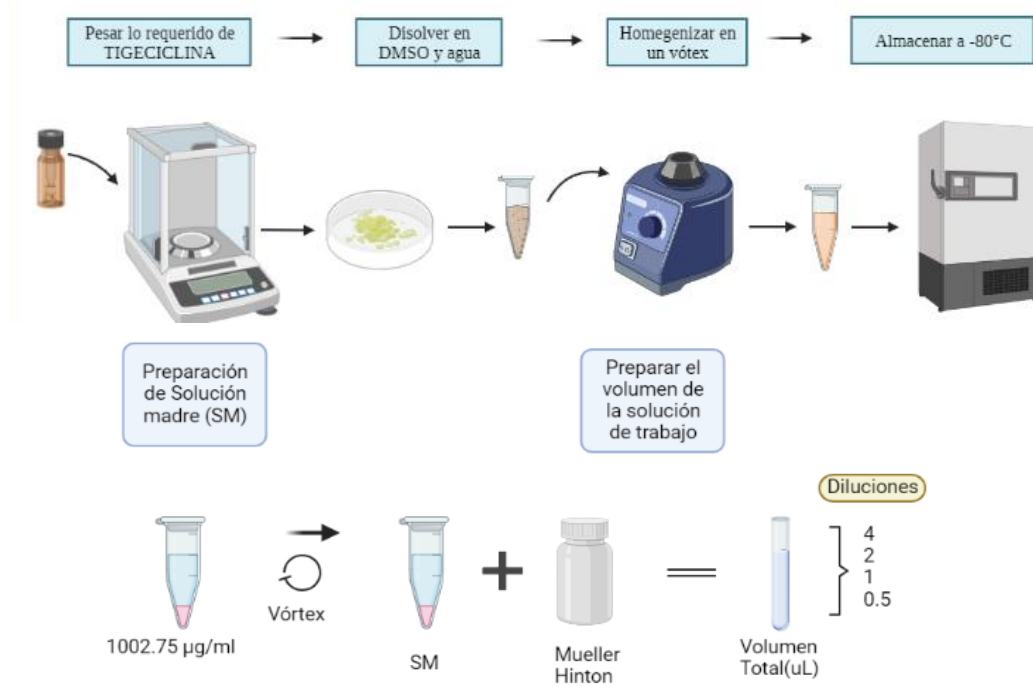 Pesar lo requerido de
TIGECICLINA
Disolver en
DMSO y agua
Homegenizar en
un vótex
Almacenar a -80°C
Preparación
de Solución
madre (SM)
Preparar el
volumen de
la solución
de trabajo
Diluciones
4
2
1
0.5
Vórtex
1002.75 µg/ml
SM
Mueller
Hinton
Volumen
Total(uL)